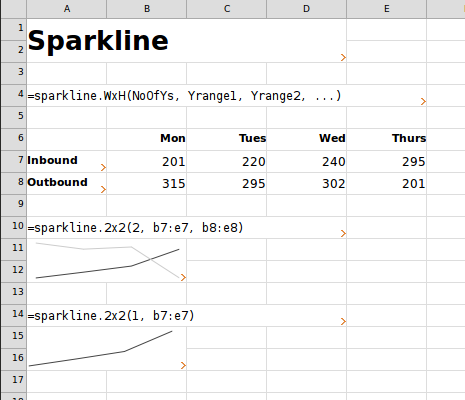 A B C D E
1 Sparkline
2
3
4 =sparkline.WxH(NoOfYs, Yrange1, Yrange2, ...)
5
6 Mon Tues Wed Thurs
7 Inbound 201 220 240 295
8 Outbound 315 295 302 201
9
10 =sparkline.2x2(2, b7:e7, b8:e8)
11
12
13
14 =sparkline.2x2(1, b7:e7)
15
16
17